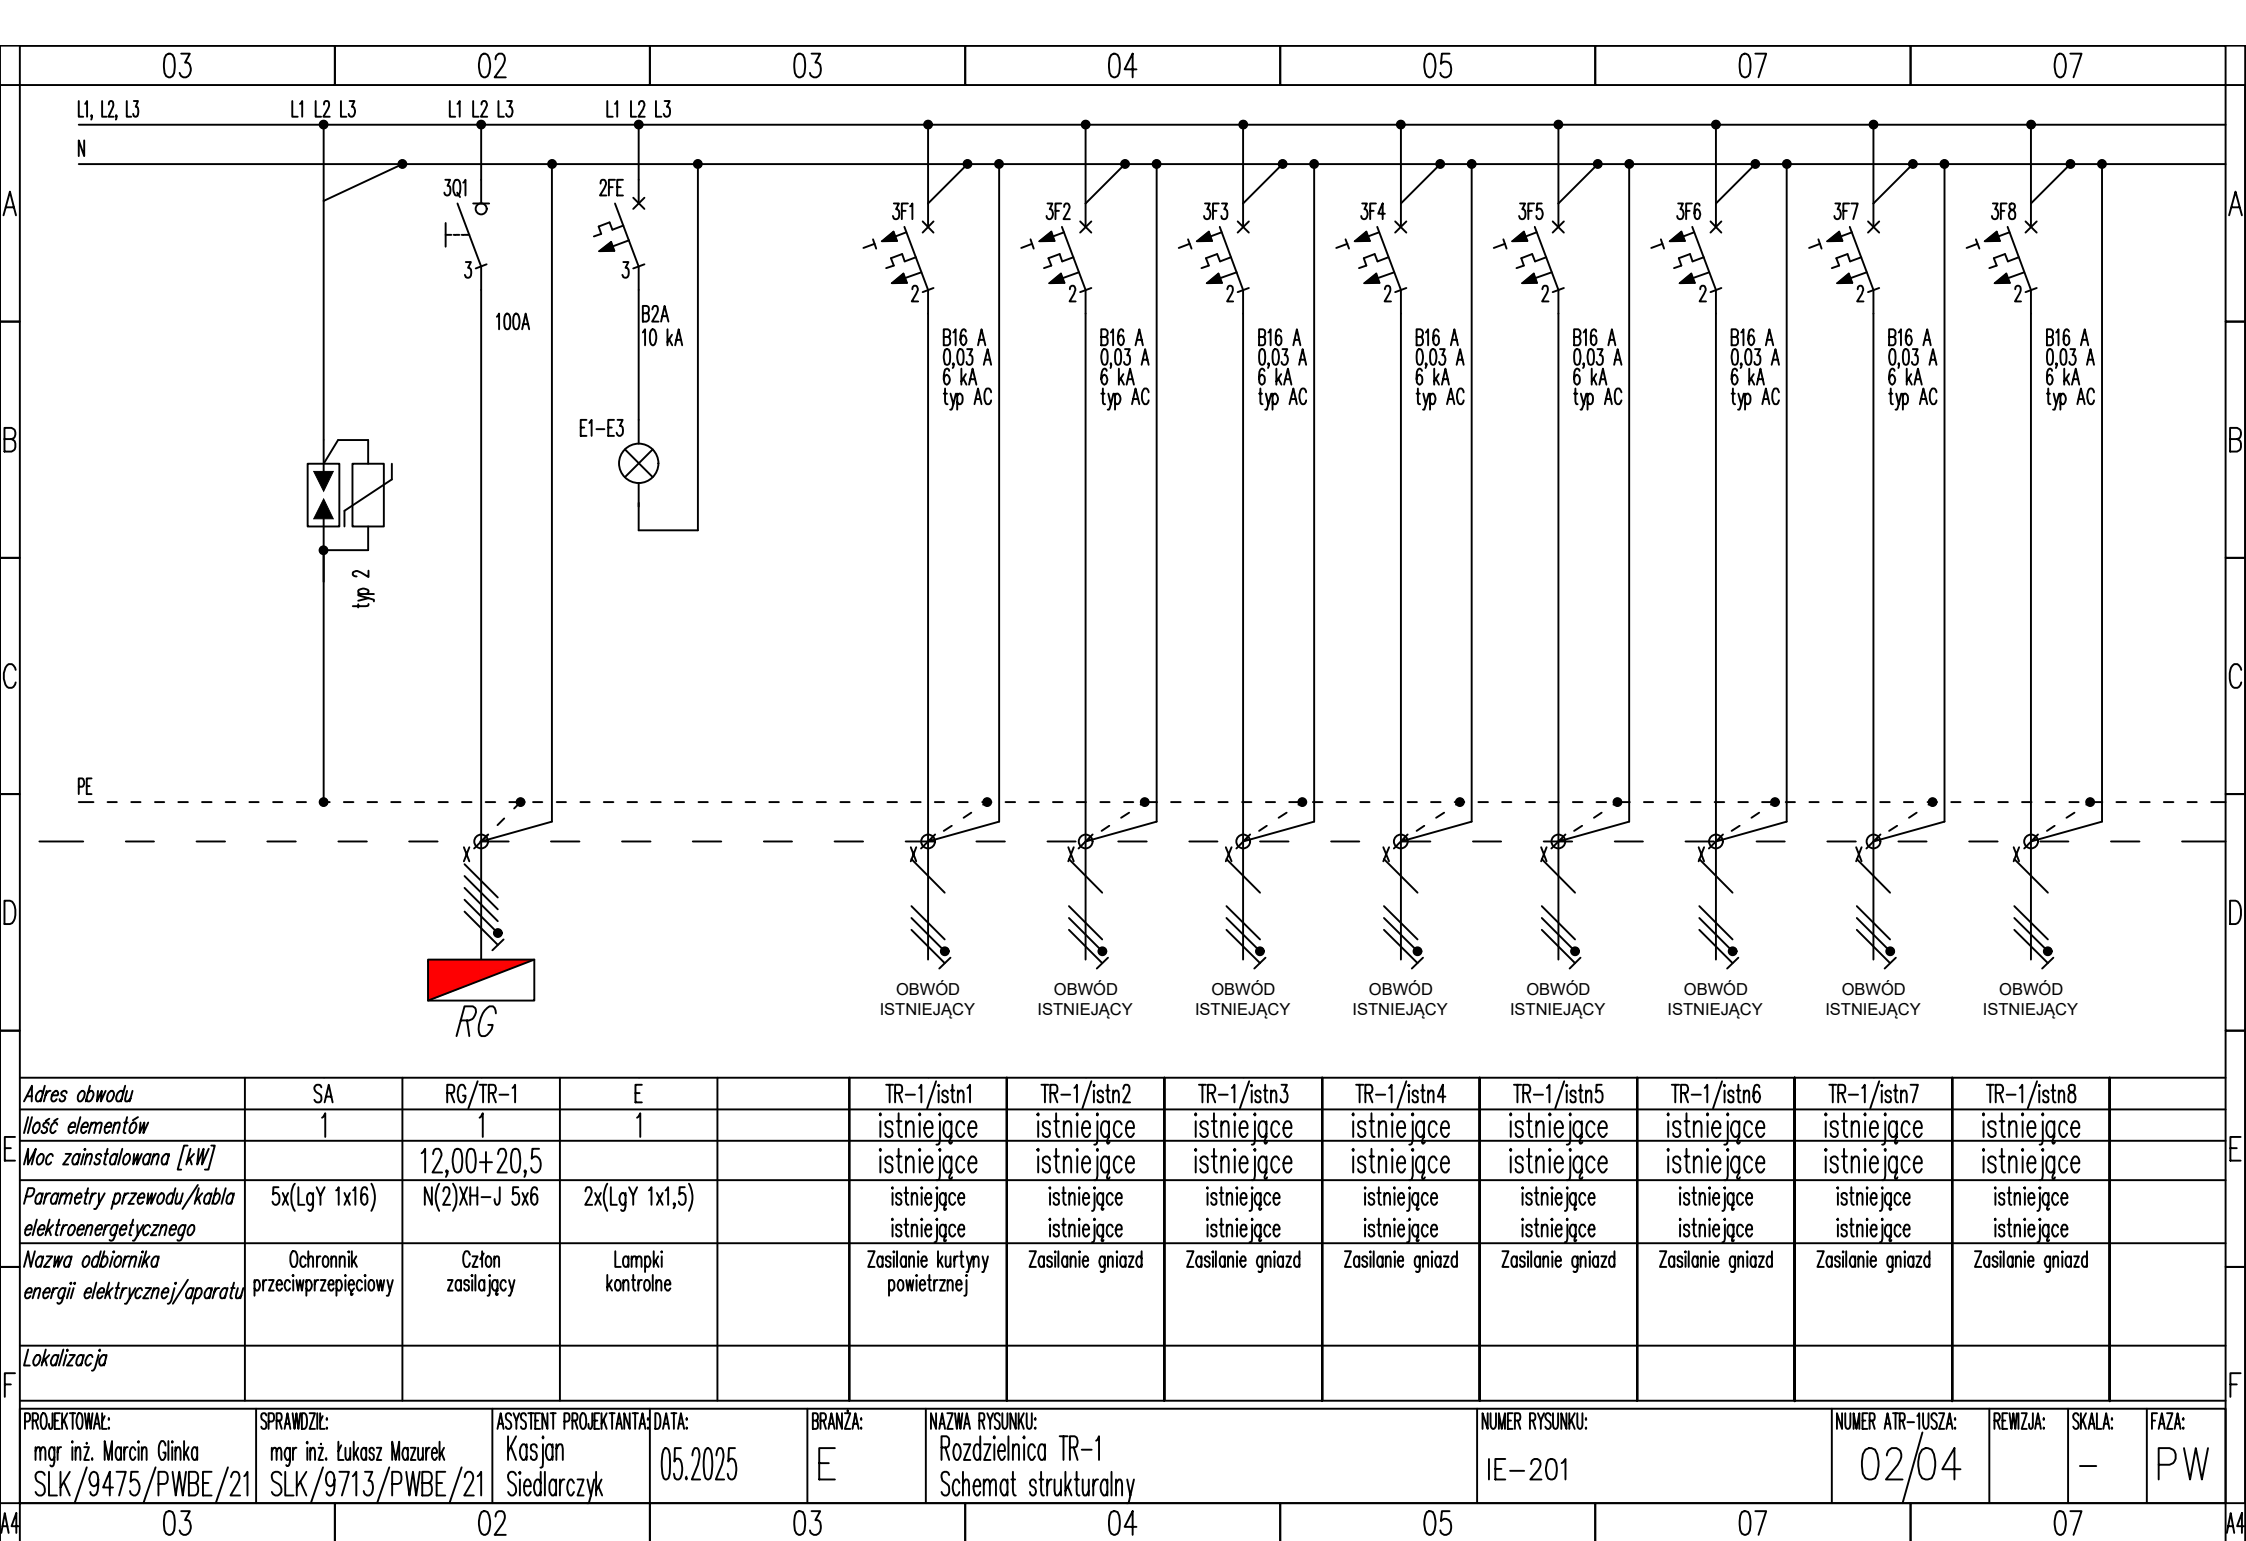 03 02 03 04 05 07 07
L1, L2, L3 L1 L2 L3 L1 L2 L3 L1 L2 L3
N
A 3Q1 2FE 3F1 3F2 3F3 3F4 3F5 3F6 3F7 3F8 A
3 3 2 2 2 2 2 2 2 2
100A B2A
10 kA
B16 A B16 A B16 A B16 A B16 A B16 A B16 A B16 A
0,03 A 0,03 A 0,03 A 0,03 A 0,03 A 0,03 A 0,03 A 0,03 A
6 kA 6 kA 6 kA 6 kA 6 kA 6 kA 6 kA 6 kA
typ AC typ AC typ AC typ AC typ AC typ AC typ AC typ AC
B E1-E3 B
typ 2
C C
PE
X X X X X X X X X
D D
OBWÓD OBWÓD OBWÓD OBWÓD OBWÓD OBWÓD OBWÓD OBWÓD
ISTNIEJĄCY ISTNIEJĄCY ISTNIEJĄCY ISTNIEJĄCY ISTNIEJĄCY ISTNIEJĄCY ISTNIEJĄCY ISTNIEJĄCY
RG
Adres obwodu SA RG/TR-1 E TR-1/istn1 TR-1/istn2 TR-1/istn3 TR-1/istn4 TR-1/istn5 TR-1/istn6 TR-1/istn7 TR-1/istn8
Ilość elementów 1 1 1 istniejące istniejące istniejące istniejące istniejące istniejące istniejące istniejące
E Moc zainstalowana [kW] 12,00+20,5 istniejące istniejące istniejące istniejące istniejące istniejące istniejące istniejące E
Parametry przewodu/kabla 5x(LgY 1x16) N(2)XH-J 5x6 2x(LgY 1x1,5) istniejące istniejące istniejące istniejące istniejące istniejące istniejące istniejące
elektroenergetycznego istniejące istniejące istniejące istniejące istniejące istniejące istniejące istniejące
Nazwa odbiornika Ochronnik Człon Lampki Zasilanie kurtyny Zasilanie gniazd Zasilanie gniazd Zasilanie gniazd Zasilanie gniazd Zasilanie gniazd Zasilanie gniazd Zasilanie gniazd
energii elektrycznej/aparatu przeciwprzepięciowy zasilający kontrolne powietrznej
Lokalizacja
F F
PROJEKTOWAŁ: SPRAWDZIŁ: ASYSTENT PROJEKTANTA: DATA: BRANŻA: NAZWA RYSUNKU: NUMER RYSUNKU: NUMER ATR-1USZA: REWIZJA: SKALA: FAZA:
mgr inż. Marcin Glinka mgr inż. Łukasz Mazurek Kasjan 05.2025 E Rozdzielnica TR-1 IE-201 02/04 - PW
SLK/9475/PWBE/21 SLK/9713/PWBE/21 Siedlarczyk Schemat strukturalny
A4 03 02 03 04 05 07 07 A4